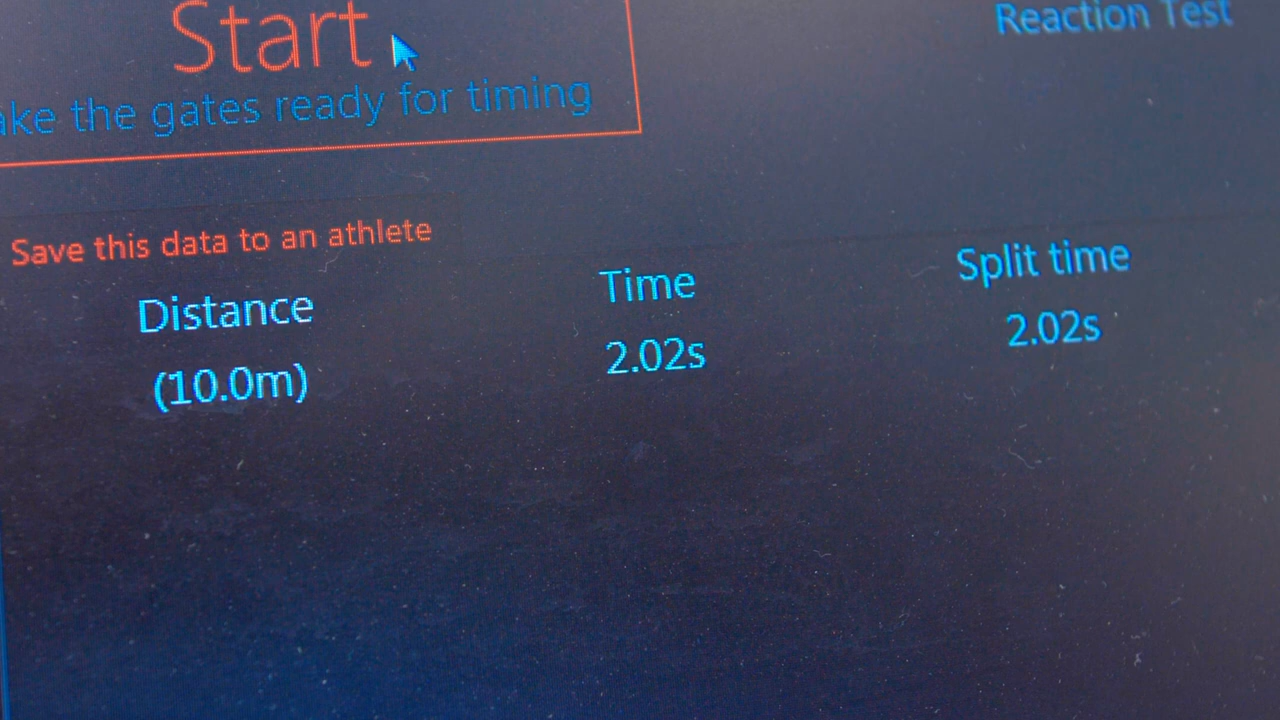 Start
Reaction Test
ake the gates ready for timing
Save this data to an athlete
Distance
Time
Split time
(10.0m)
2.02s
2.02s